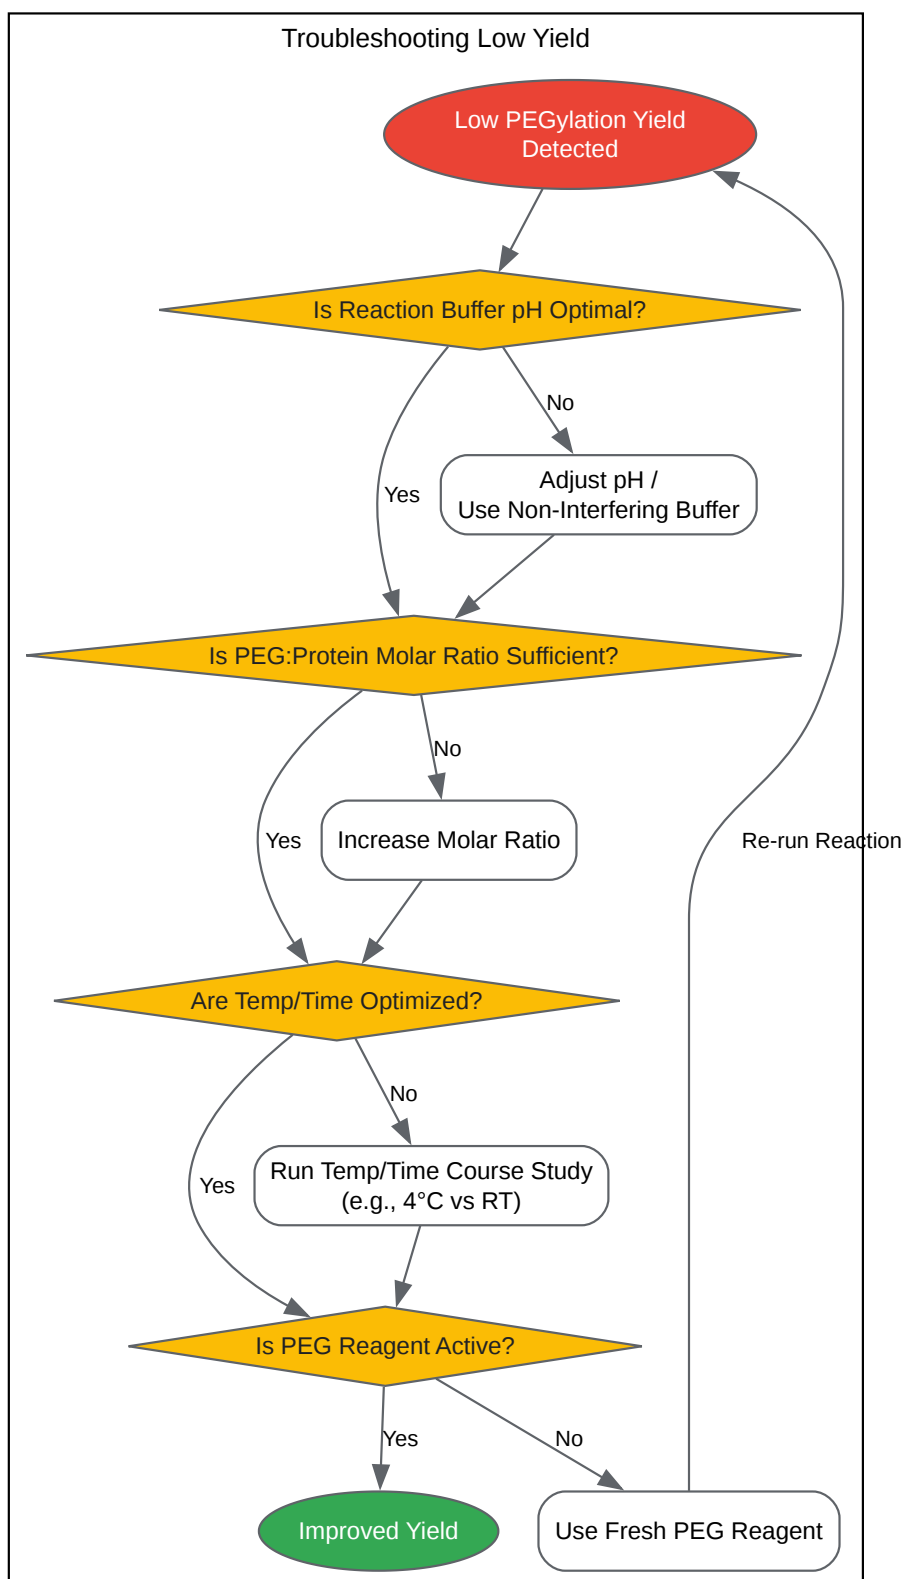 Troubleshooting Low Yield
Low PEGylation Yield
Detected
Is Reaction Buffer pH Optimal?
No
Adjust pH /
Use Non-Interfering Buffer
Yes
Is PEG:Protein Molar Ratio Sufficient?
No
Yes
Increase Molar Ratio
Re-run Reaction
Are Temp/Time Optimized?
No
Yes
Run Temp/Time Course Study
(e.g., 4°C vs RT)
Is PEG Reagent Active?
Yes
No
Improved Yield
Use Fresh PEG Reagent